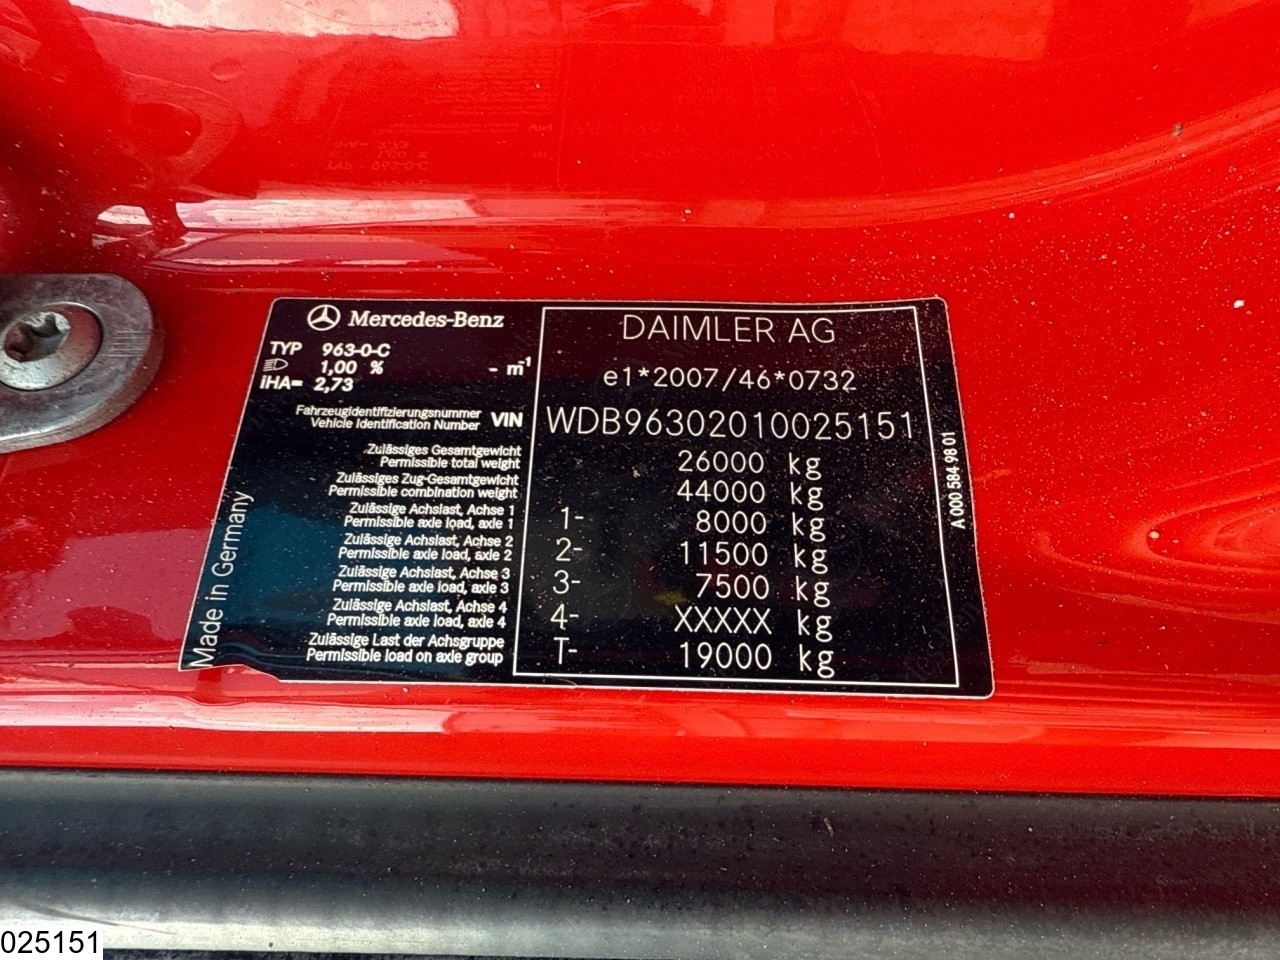 Mercedes-Benz
TYP 963-0-C
1,00 % - m-1
iHA= 2,73
Fahrzeugidentifizierungsnummer
Vehicle Identification Number VIN
Zulässiges Gesamtgewicht
Permissible total weight
Zulässiges Zug-Gesamtgewicht
Permissible combination weight
Zulässige Achslast, Achse 1
Permissible axle load, axle 1
Zulässige Achslast, Achse 2
Permissible axle load, axle 2
Zulässige Achslast, Achse 3
Permissible axle load, axle 3
Zulässige Achslast, Achse 4
Permissible axle load, axle 4
Zulässige Last der Achsgruppe
Permissible load on axle group
Made in Germany
DAIMLER AG
e1*2007/46*0732
WDB96302010025151
26000 kg
44000 kg
1- 8000 kg
2- 11500 kg
3- 7500 kg
4- XXXXX kg
T- 19000 kg
A 000 584 98 01
025151